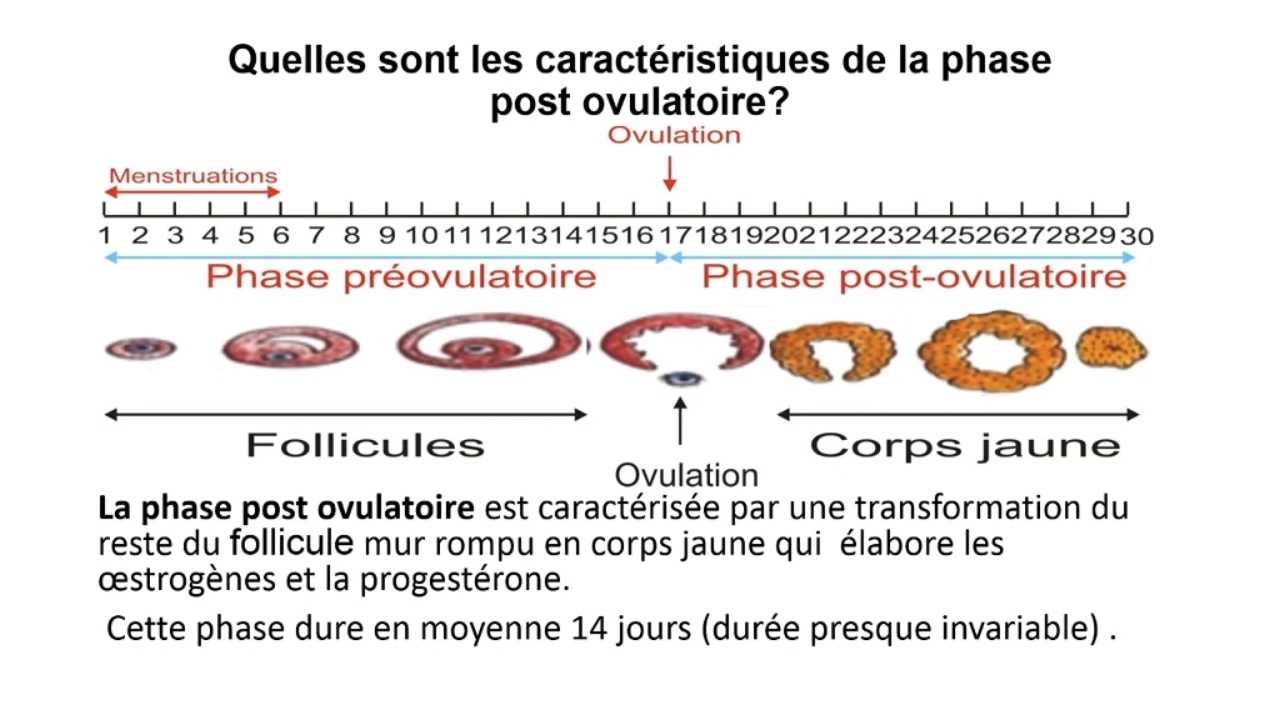 Quelles sont les caractéristiques de la phase
post ovulatoire?
Ovulation
Menstruations
1 2 3 4 5 6 7 8 9 10 11 12 13 14 15 16 17 18 19 20 21 22 23 24 25 26 27 28 29 30
Phase préovulatoire Phase post-ovulatoire
Follicules Corps jaune
Ovulation
La phase post ovulatoire est caractérisée par une transformation du
reste du follicule mur rompu en corps jaune qui élabore les
œstrogènes et la progestérone.
Cette phase dure en moyenne 14 jours (durée presque invariable) .